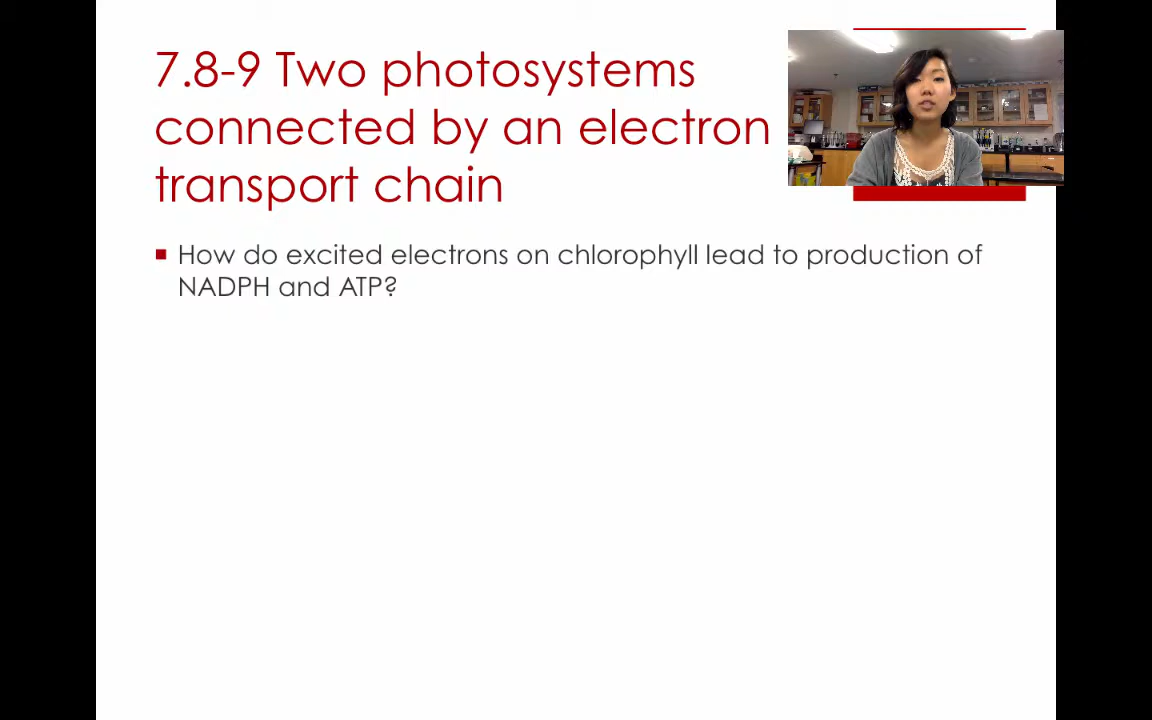 7.8-9 Two photosystems
connected by an electron
transport chain
How do excited electrons on chlorophyll lead to production of
NADPH and ATP?